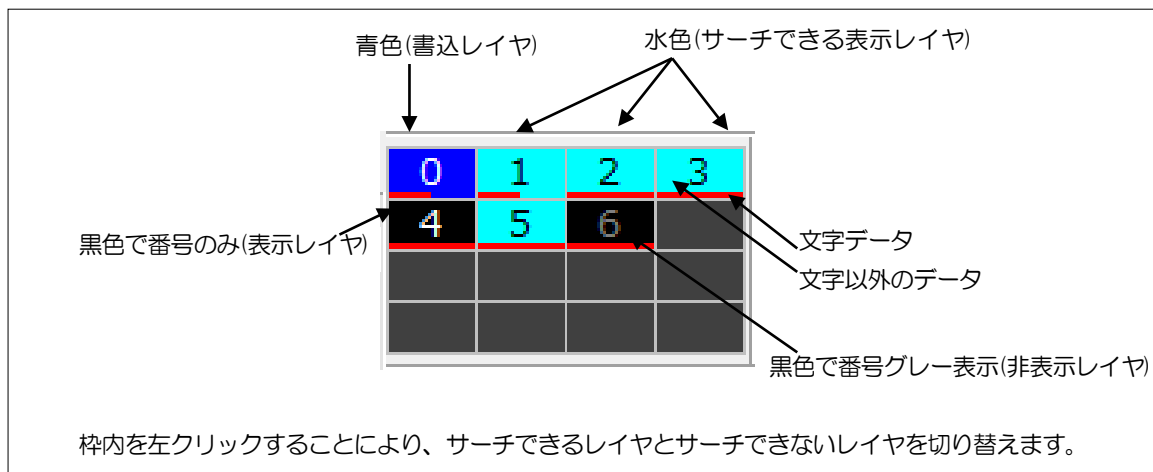 青色(書込レイヤ)
水色(サーチできる表示レイヤ)
0 1 2 3
4 5 6
黒色で番号のみ(表示レイヤ)
文字データ
文字以外のデータ
黒色で番号グレー表示(非表示レイヤ)
枠内を左クリックすることにより、サーチできるレイヤとサーチできないレイヤを切り替えます。